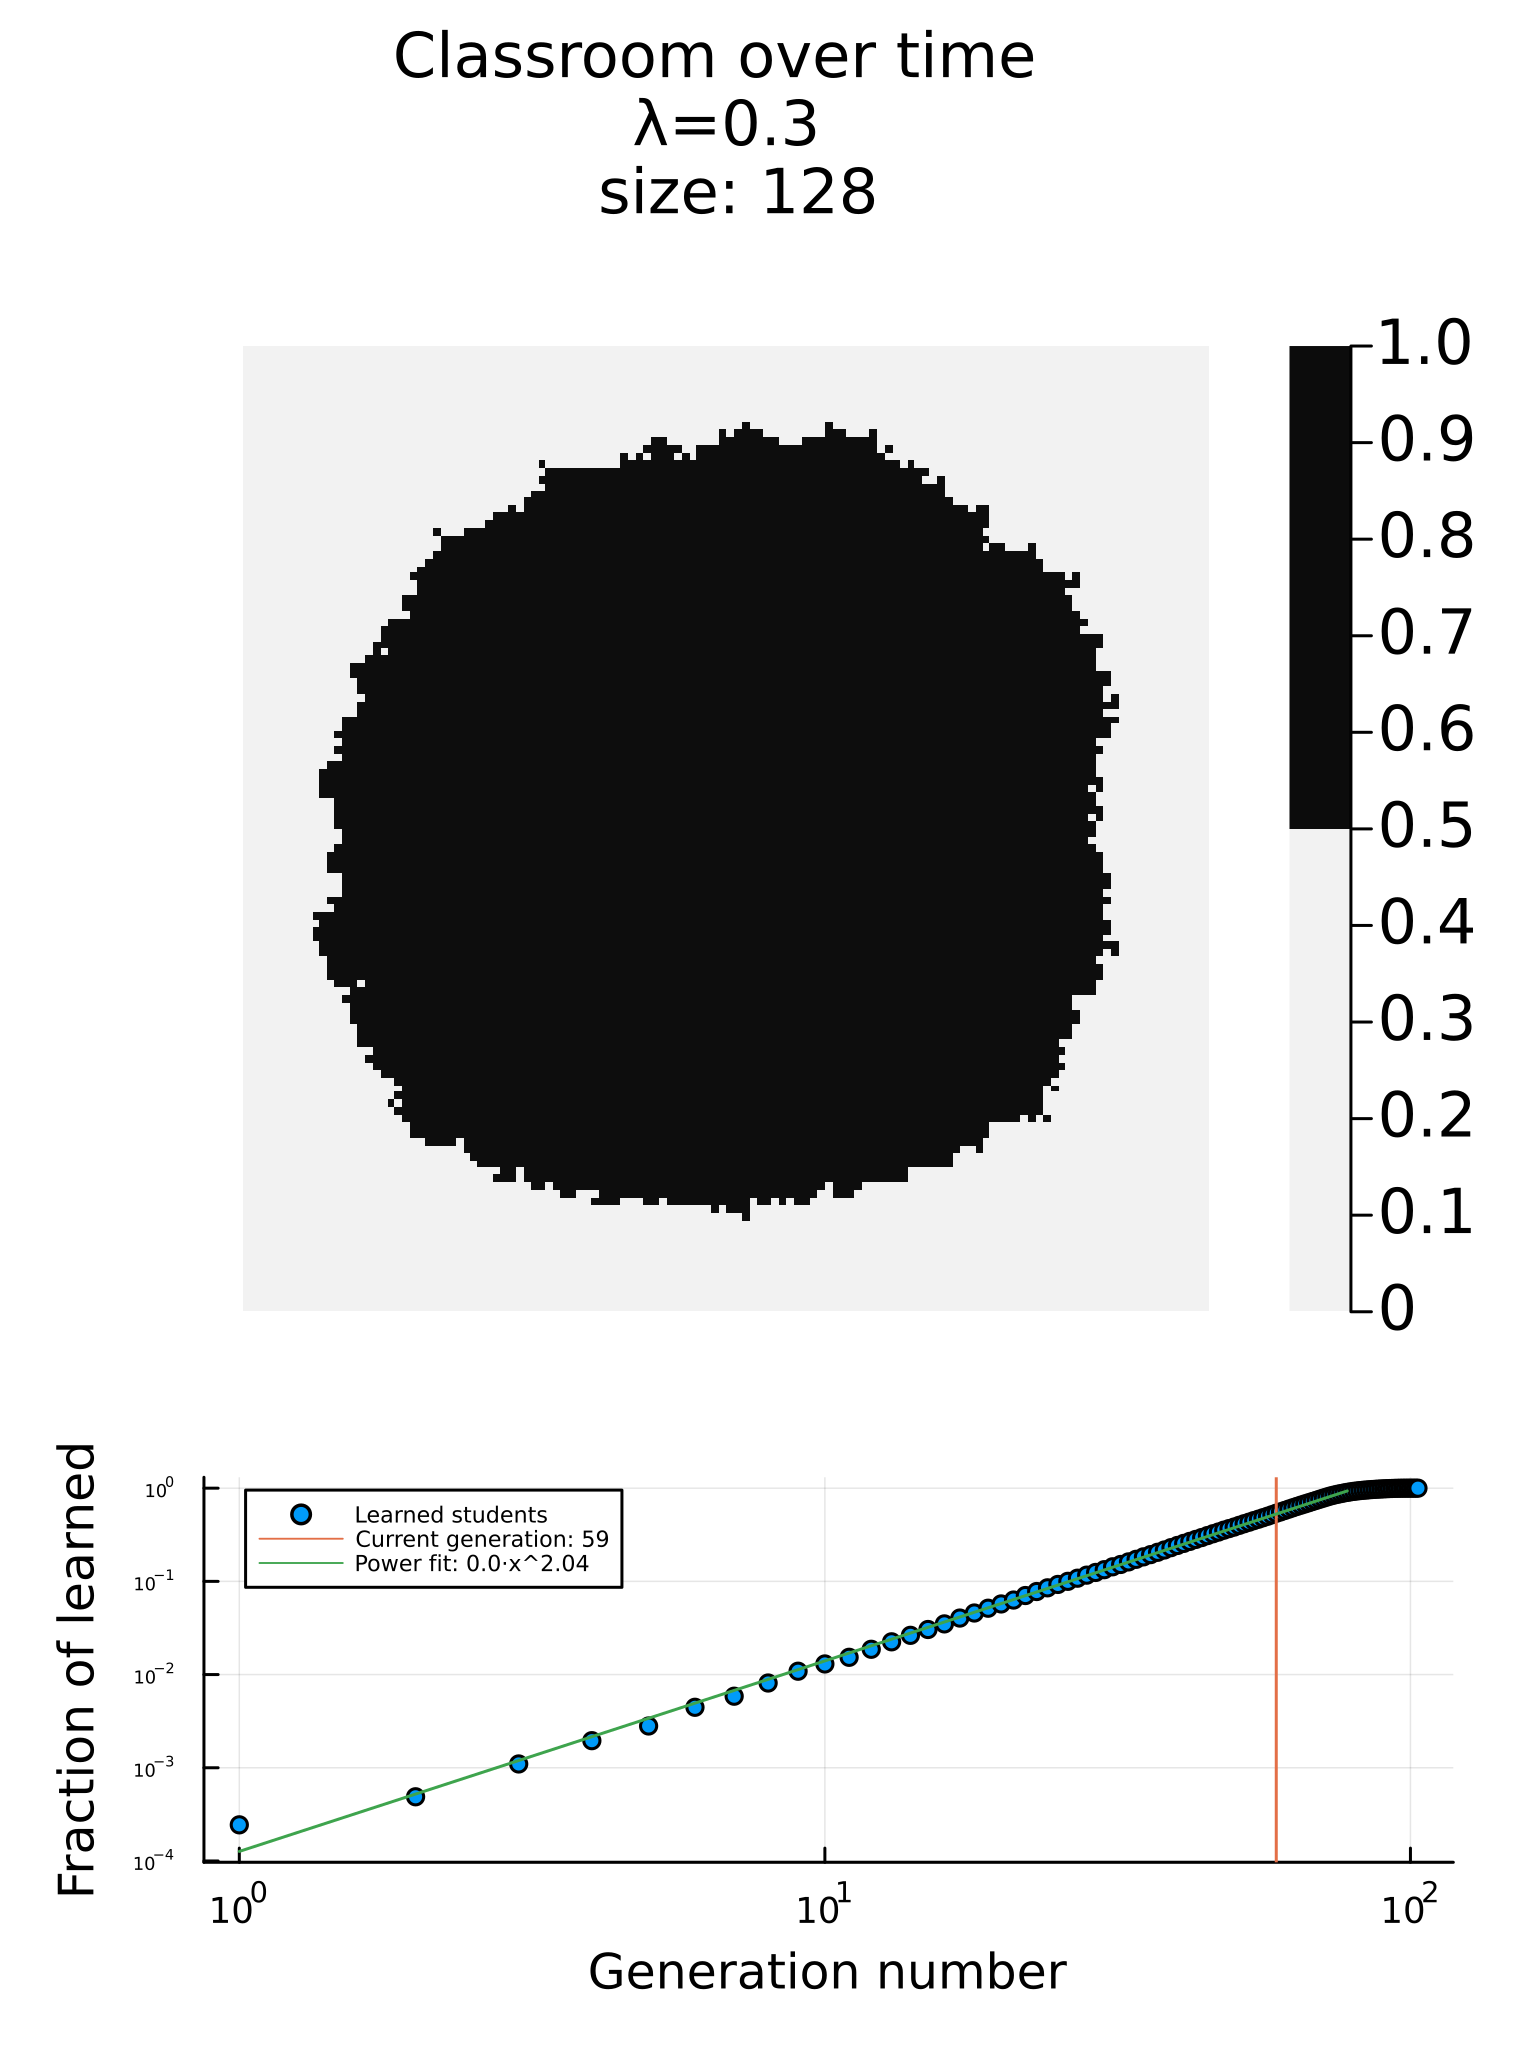 Classroom over time
λ=0.3
size: 128
1.0
0.9
0.8
0.7
0.6
0.5
0.4
0.3
0.2
0.1
0
Fraction of learned
10^0
10^-1
10^-2
10^-3
10^-4
Learned students
Current generation: 59
Power fit: 0.0·x^2.04
10^0 10^1 10^2
Generation number